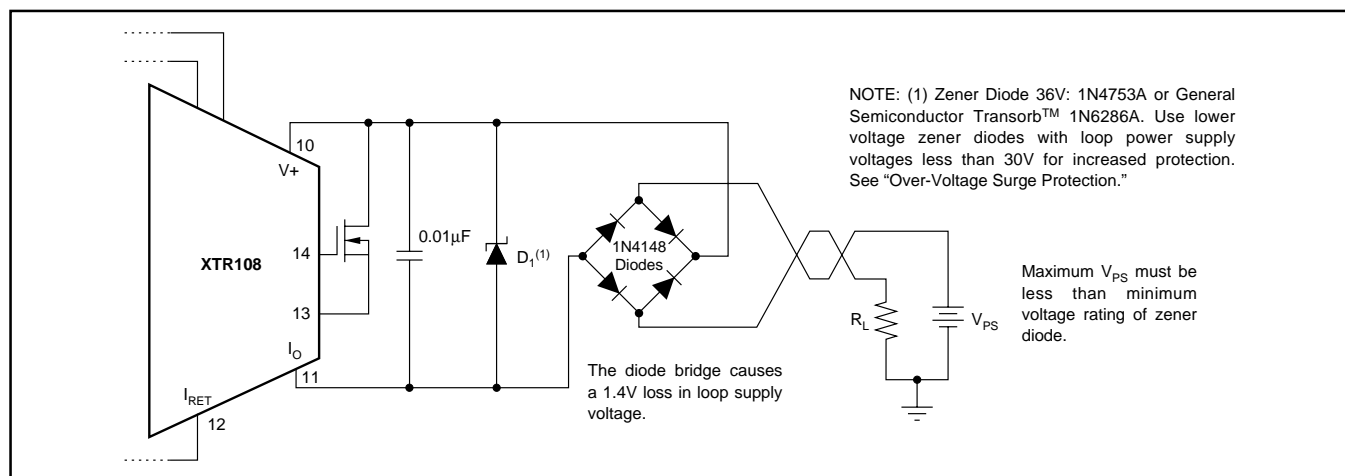 10
V+
14
XTR108
13
I_O
11
I_RET
12
0.01µF
D_1^(1)
1N4148
Diodes
The diode bridge causes
a 1.4V loss in loop supply
voltage.
NOTE: (1) Zener Diode 36V: 1N4753A or General
Semiconductor Transorb™ 1N6286A. Use lower
voltage zener diodes with loop power supply
voltages less than 30V for increased protection.
See “Over-Voltage Surge Protection.”
R_L
V_PS
Maximum V_PS must be
less than minimum
voltage rating of zener
diode.